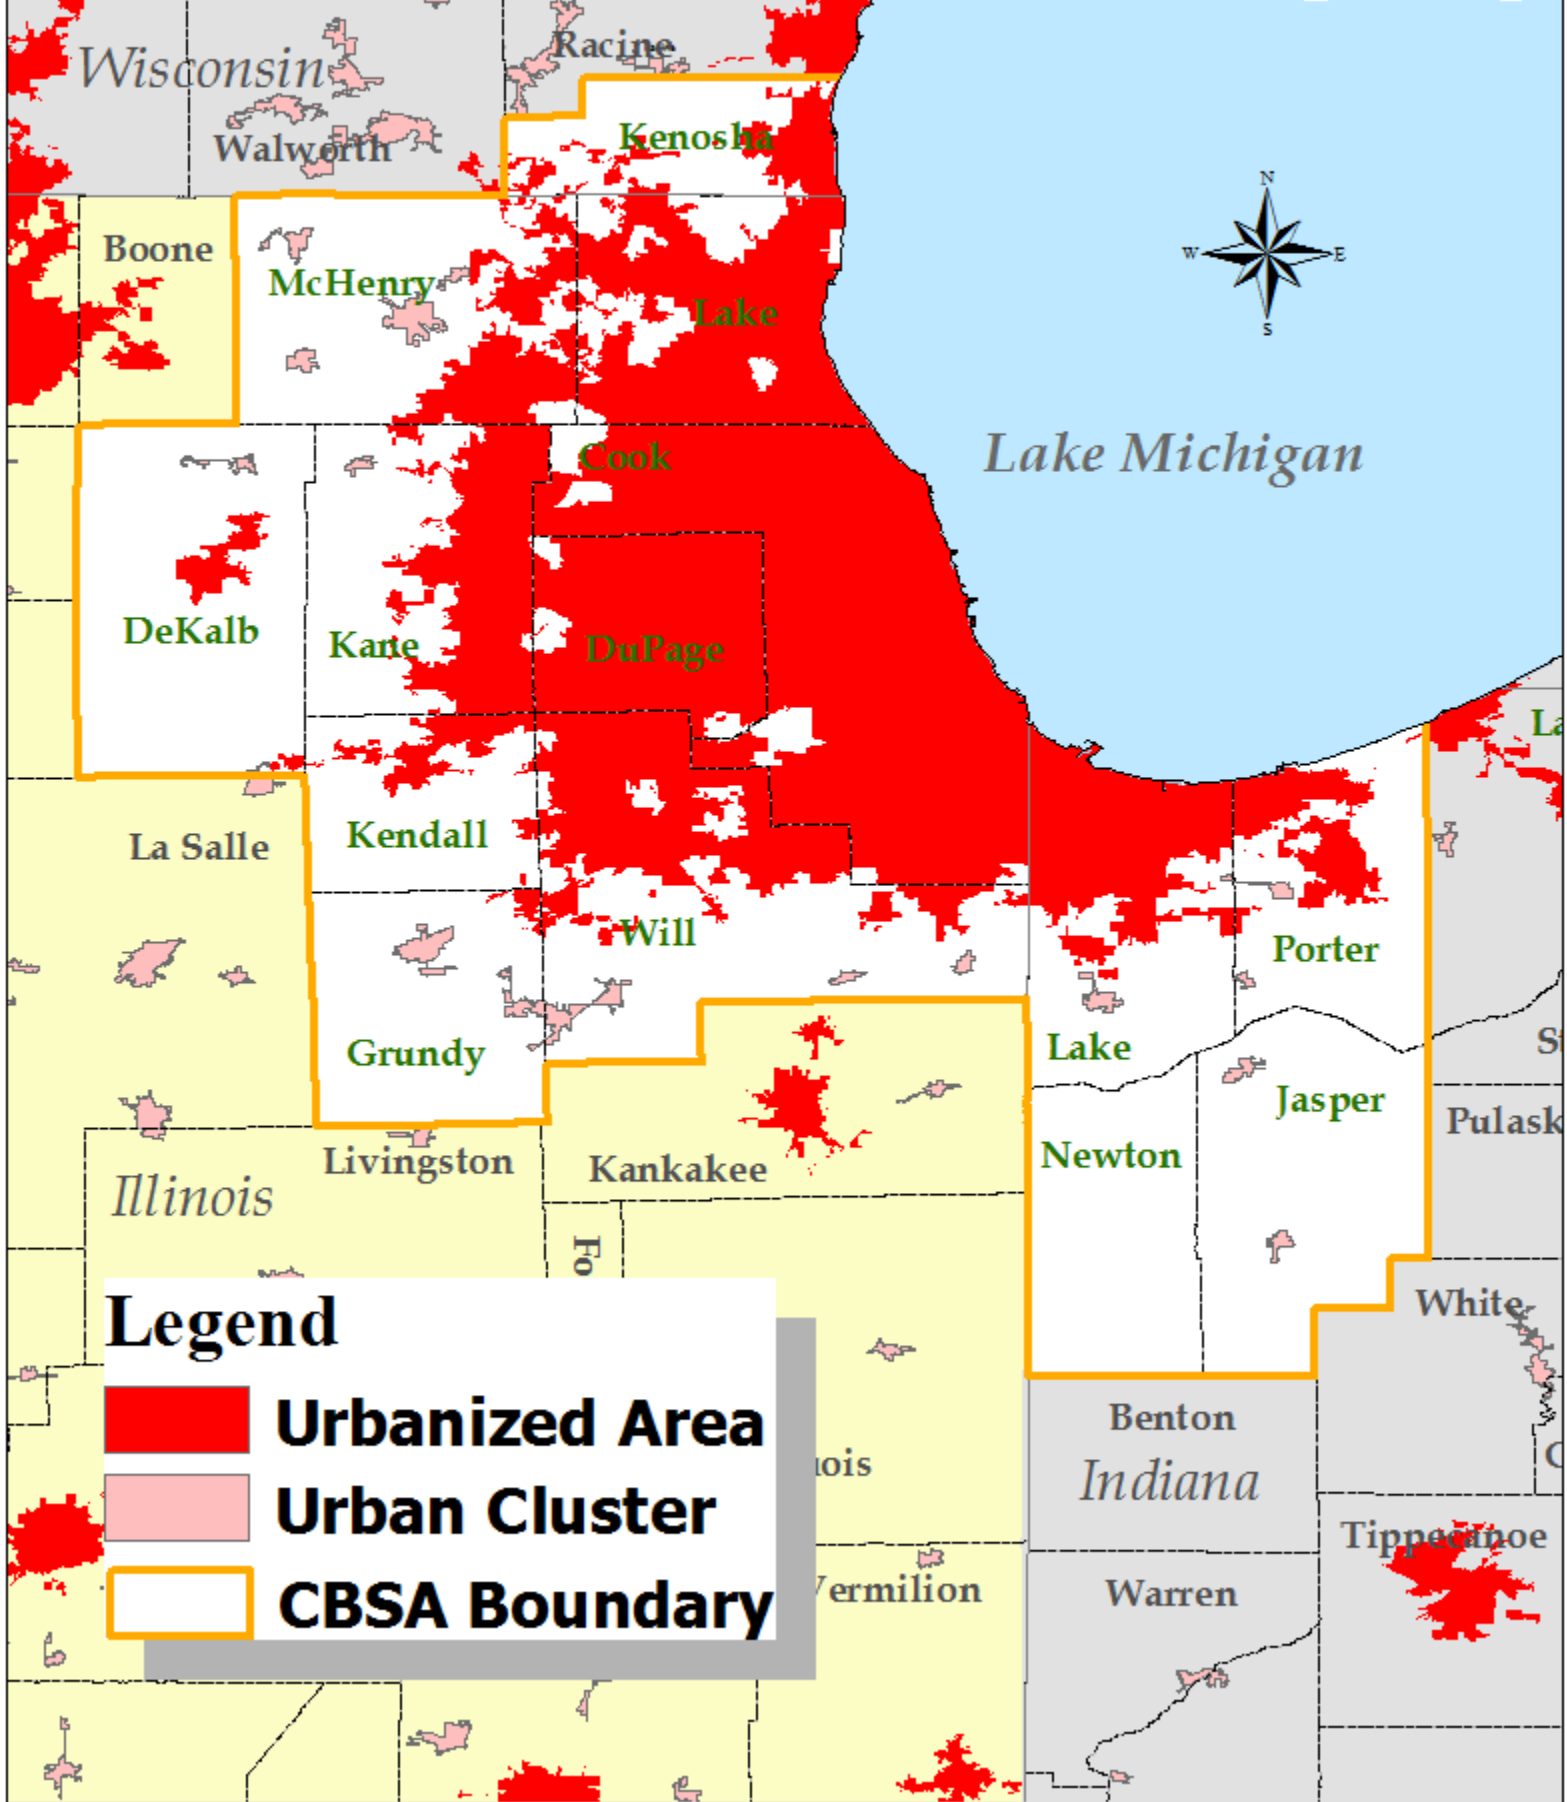 Racine
Wisconsin
Kenosha
Walworth
N
Boone
W
E
McHenry
Lake
S
Cook
Lake Michigan
DeKalb
Kane
DuPage
La
Kendall
La Salle
Will
Porter
Grundy
Lake
Jasper
Pulask
Livingston
Newton
Kankakee
Illinois
Fo
White
Legend
Urbanized Area
Benton
Indiana
Urban Cluster
Tippecanoe
CBSA Boundary
Vermilion
Warren